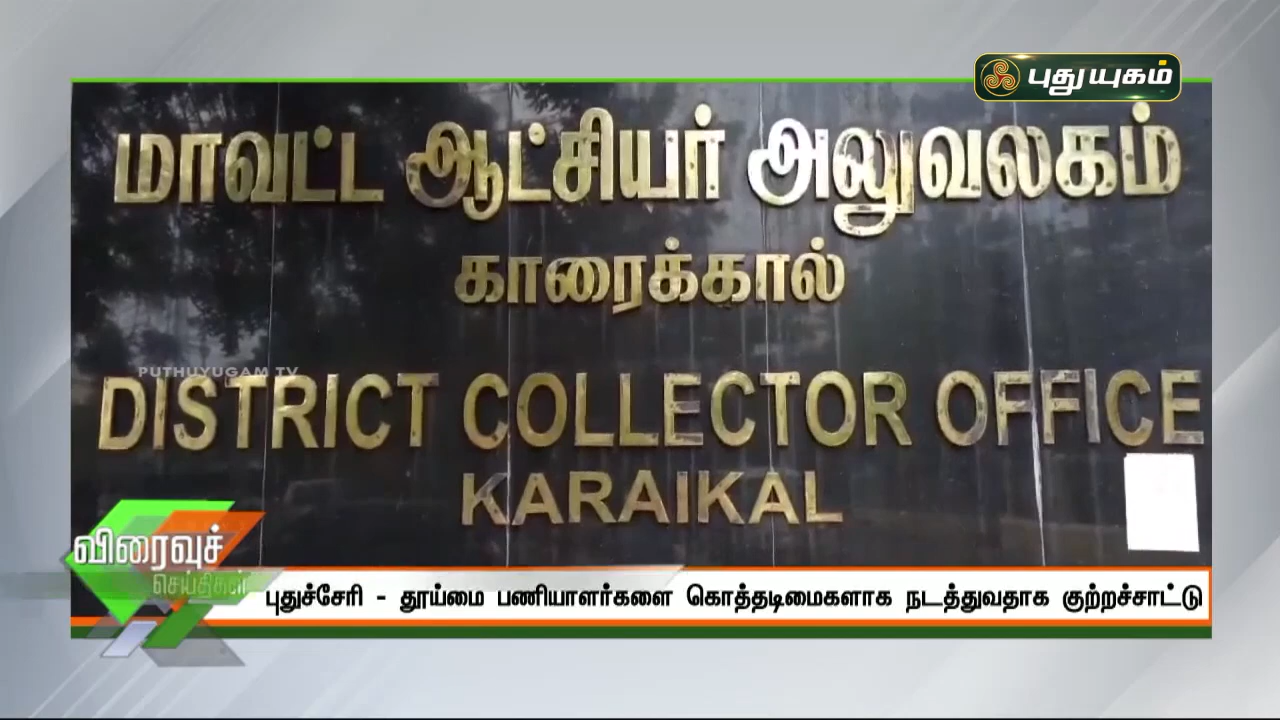 புதுயுகம்
மாவட்ட ஆட்சியர் அலுவலகம்
காரைக்கால்
PUTHUYUGAM TV
DISTRICT COLLECTOR OFFICE
KARAIKAL
விரைவுச்
செய்திகள்
புதுச்சேரி - தூய்மை பணியாளர்களை கொத்தடிமைகளாக நடத்துவதாக குற்றச்சாட்டு